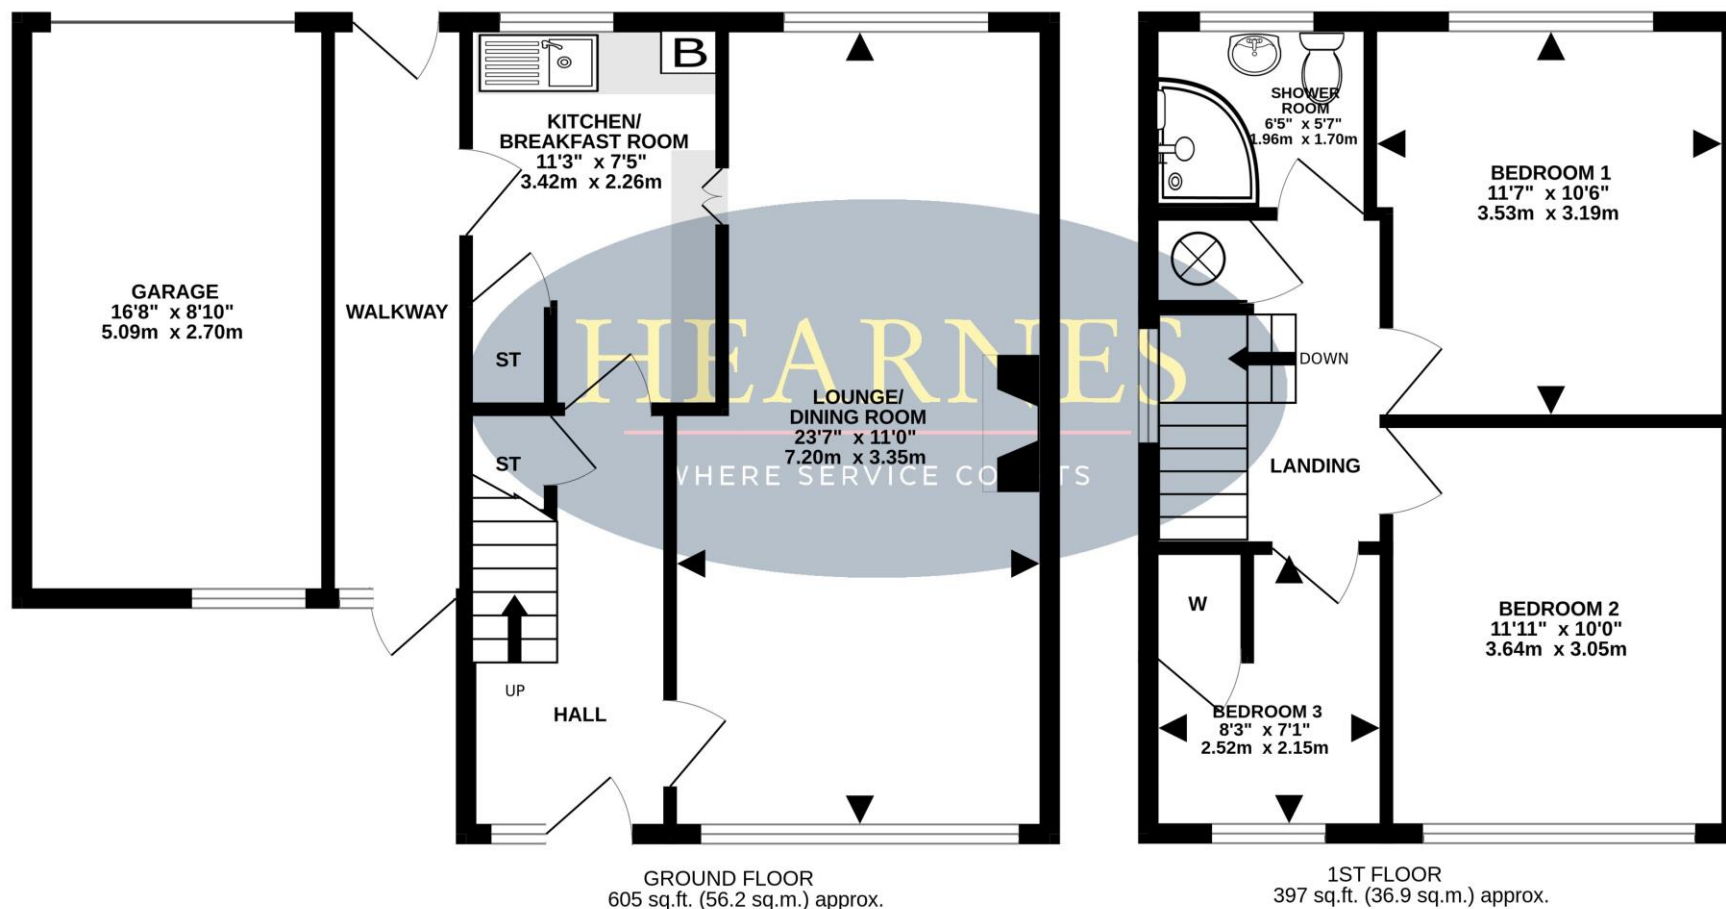 GARAGE
16'8" x 8'10"
5.09m x 2.70m
WALKWAY
B
KITCHEN/
BREAKFAST ROOM
11'3" x 7'5"
3.42m x 2.26m
ST
ST
UP
HALL
HEARNES
WHERE SERVICE CO TS
LOUNGE/
DINING ROOM
23'7" x 11'0"
7.20m x 3.35m
GROUND FLOOR
605 sq.ft. (56.2 sq.m.) approx.
SHOWER
ROOM
6'5" x 5'7"
1.96m x 1.70m
BEDROOM 1
11'7" x 10'6"
3.53m x 3.19m
DOWN
LANDING
W
BEDROOM 2
11'11" x 10'0"
3.64m x 3.05m
BEDROOM 3
8'3" x 7'1"
2.52m x 2.15m
1ST FLOOR
397 sq.ft. (36.9 sq.m.) approx.